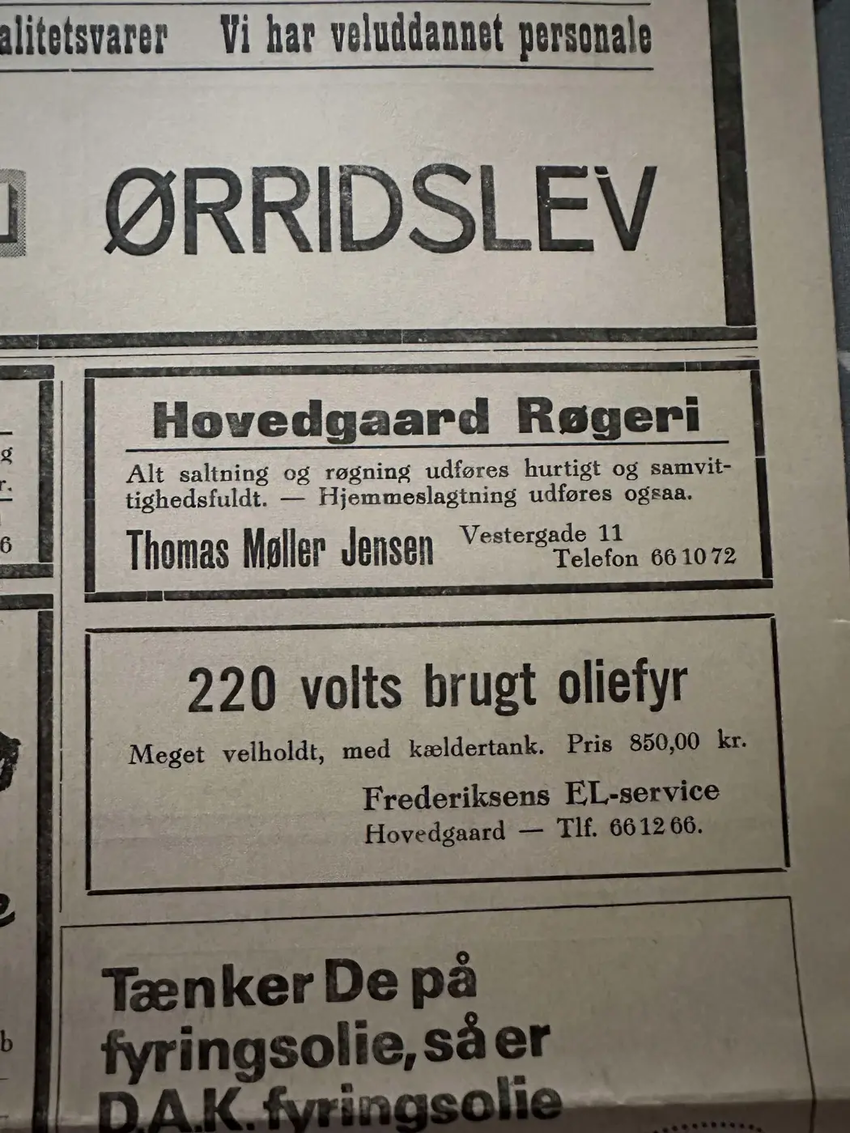 Vi har veluddannet personale
ØRRIDSLEV
Hovedgaard Røgeri
Alt saltning og røgning udføres hurtigt og samvit-
tighedsfuldt. — Hjemmeslagtning udføres ogsaa.
Thomas Møller Jensen
Vestergade 11
Telefon 66 10 72
220 volts brugt oliefyr
Meget velholdt, med kældertank. Pris 850,00 kr.
Frederiksens EL-service
Hovedgaard — Tlf. 66 12 66.
Tænker De på
fyringsolie, så er
D.A.K. fyringsolie